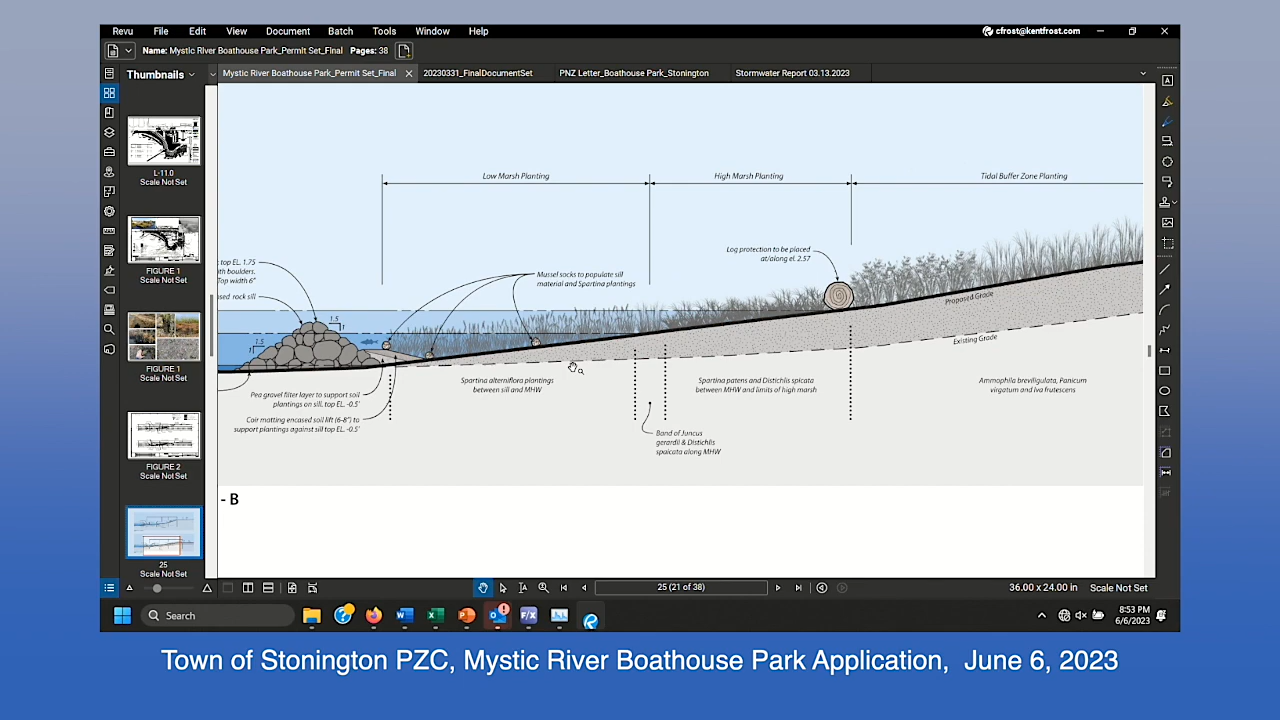 Revu File Edit View Document Batch Tools Window Help cfrost@kentfrost.com
Name: Mystic River Boathouse Park_Permit Set_Final Pages: 38
Thumbnails
Mystic River Boathouse Park_Permit Set_Final 20230331_FinalDocumentSet PNZ Letter_Boathouse Park_Stonington Stormwater Report 03.13.2023
L-11.0
Scale Not Set
FIGURE 1
Scale Not Set
FIGURE 1
Scale Not Set
FIGURE 2
Scale Not Set
25
Scale Not Set
Low Marsh Planting
High Marsh Planting
Tidal Buffer Zone Planting
Log protection to be placed
at/along el. 2.57
top EL. 1.75
with boulders.
Top width 6"
rock sill
Mussel socks to populate sill
material and Spartina plantings
1.5
1
1.5
1
Proposed Grade
Existing Grade
Pea gravel filter layer to support soil
plantings on sill. top EL. -0.5'
Coir matting encased soil lift (6-8") to
support plantings against sill top EL. -0.5'
Spartina alterniflora plantings
between sill and MHW
Spartina patens and Distichlis spicata
between MHW and limits of high marsh
Ammophila breviligulata, Panicum
virgatum and Iva frutescens
Band of Juncus
gerardii & Distichlis
spaicata along MHW
- B
25 (21 of 38)
36.00 x 24.00 in Scale Not Set
Search
8:53 PM
6/6/2023
Town of Stonington PZC, Mystic River Boathouse Park Application, June 6, 2023